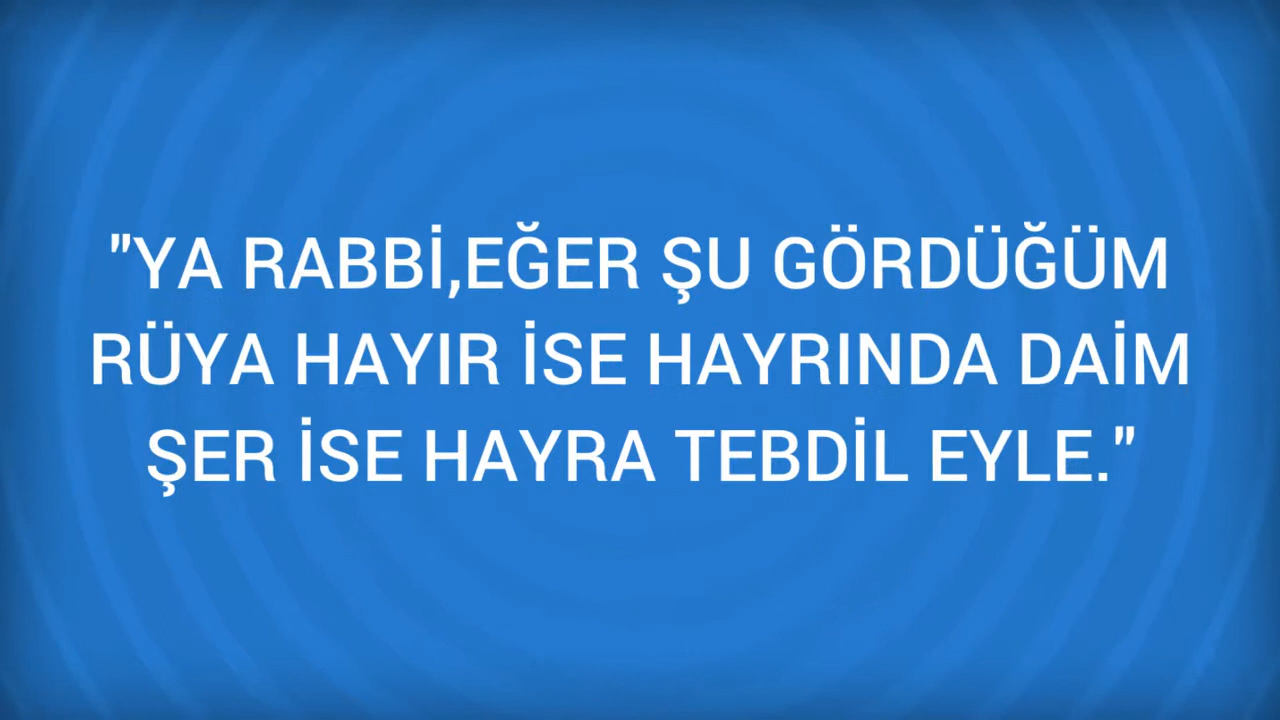 "YA RABBİ,EĞER ŞU GÖRDÜĞÜM
RÜYA HAYIR İSE HAYRINDA DAİM
ŞER İSE HAYRA TEBDİL EYLE."